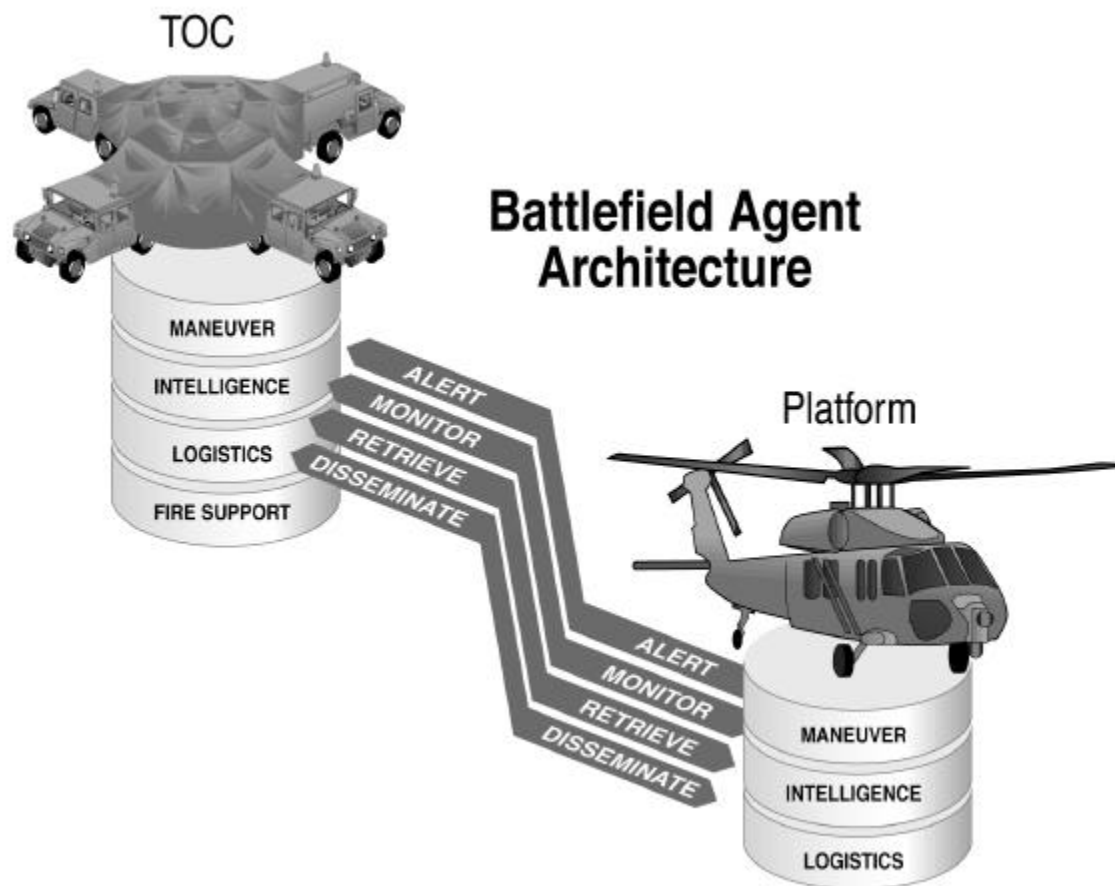 TOC
Battlefield Agent
Architecture
MANEUVER
INTELLIGENCE
LOGISTICS
FIRE SUPPORT
ALERT
MONITOR
RETRIEVE
DISSEMINATE
Platform
ALERT
MONITOR
RETRIEVE
DISSEMINATE
MANEUVER
INTELLIGENCE
LOGISTICS